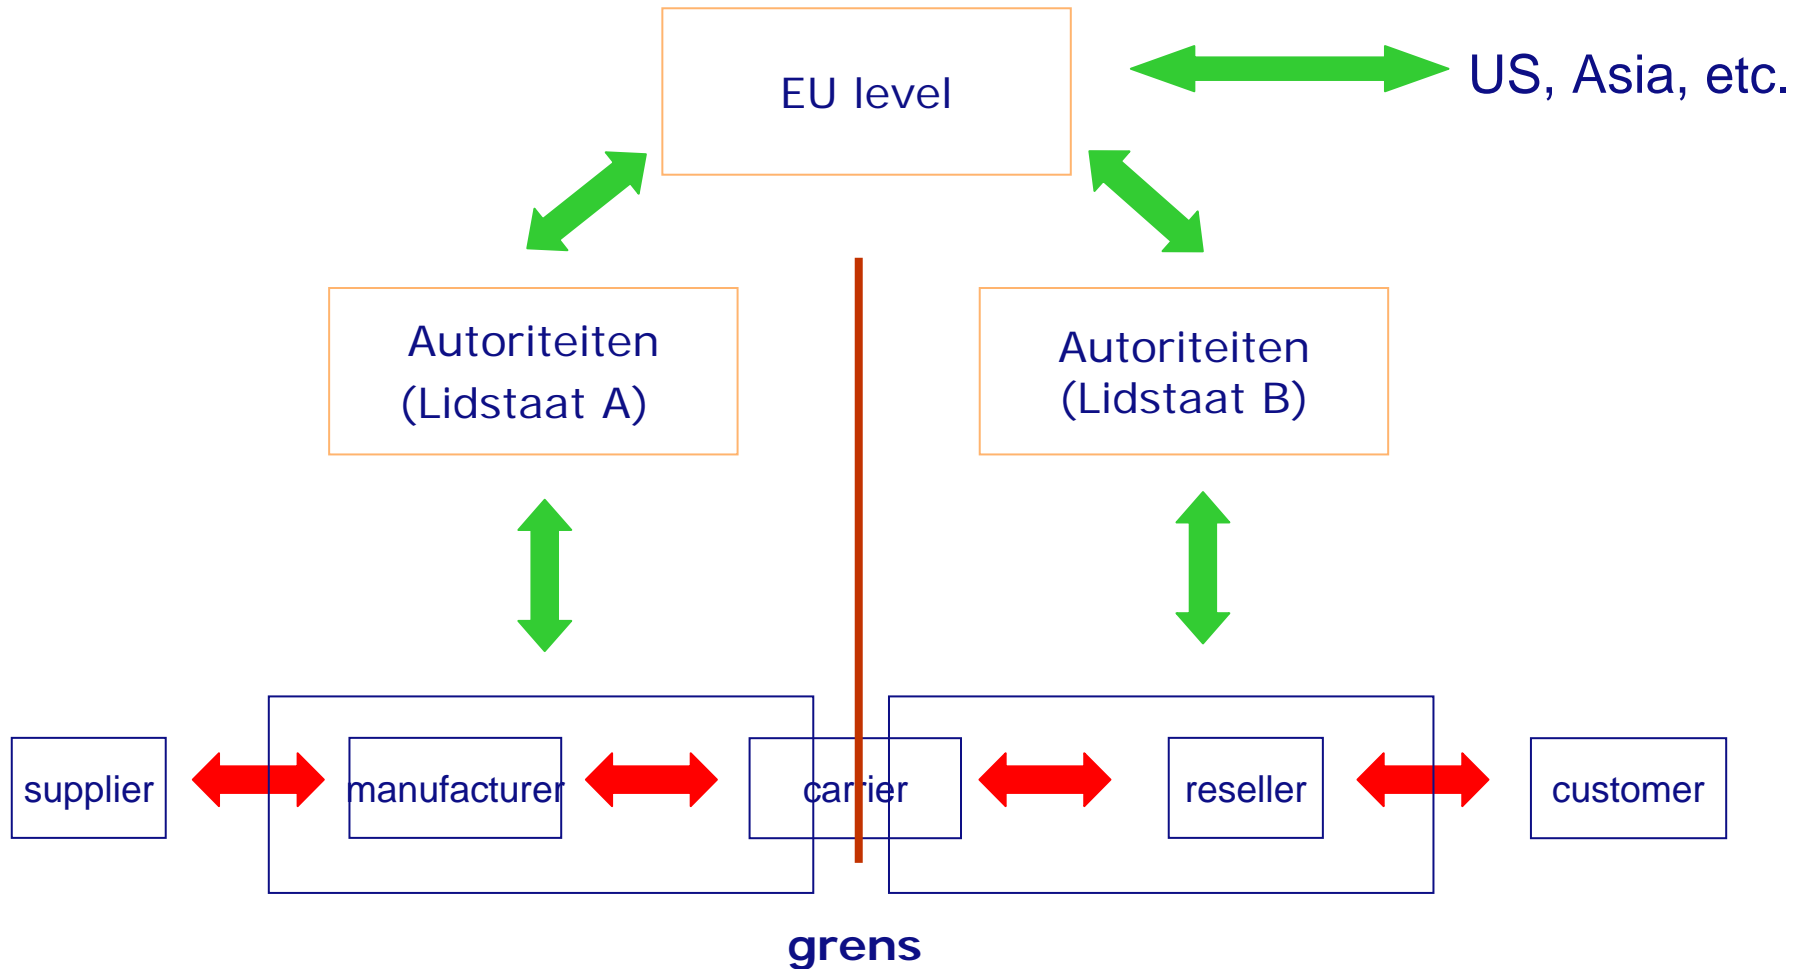 EU level
US, Asia, etc.
Autoriteiten
(Lidstaat A)
Autoriteiten
(Lidstaat B)
supplier
manufacturer
carrier
reseller
customer
grens